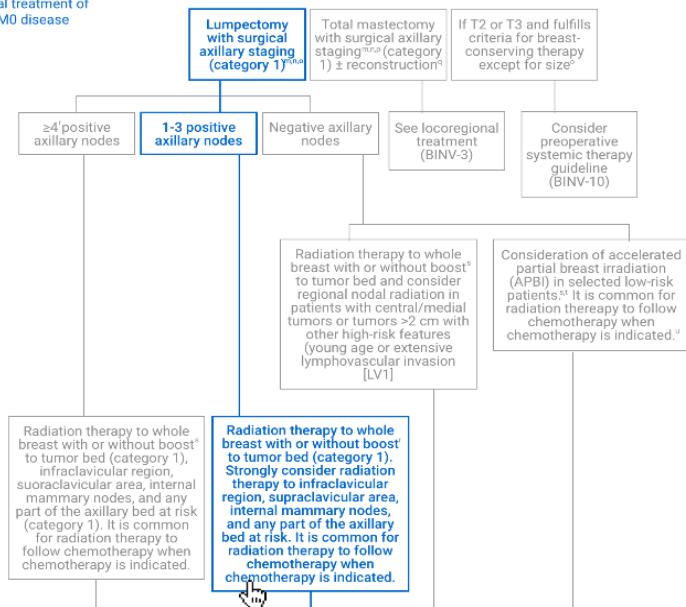 al treatment of
M0 disease
Lumpectomy
with surgical
axillary staging
(category 1)m,n,o
Total mastectomy
with surgical axillary
staging m,n,p (category
1) ± reconstruction q
If T2 or T3 and fulfills
criteria for breast-
conserving therapy
except for size o
≥4 r positive
axillary nodes
1-3 positive
axillary nodes
Negative axillary
nodes
See locoregional
treatment
(BINV-3)
Consider
preoperative
systemic therapy
guideline
(BINV-10)
Radiation therapy to whole
breast with or without boost s
to tumor bed and consider
regional nodal radiation in
patients with central/medial
tumors or tumors >2 cm with
other high-risk features
(young age or extensive
lymphovascular invasion
[LV1]
Consideration of accelerated
partial breast irradiation
(APBI) in selected low-risk
patients. s,t It is common for
radiation thereapy to follow
chemotherapy when
chemotherapy is indicated. u
Radiation therapy to whole
breast with or without boost s
to tumor bed (category 1),
infraclavicular region,
suoraclavicular area, internal
mammary nodes, and any
part of the axillary bed at risk
(category 1). It is common
for radiation therapy to
follow chemotherapy when
chemotherapy is indicated.
Radiation therapy to whole
breast with or without boost
to tumor bed (category 1).
Strongly consider radiation
therapy to infraclavicular
region, supraclavicular area,
internal mammary nodes,
and any part of the axillary
bed at risk. It is common for
radiation therapy to follow
chemotherapy when
chemotherapy is indicated.